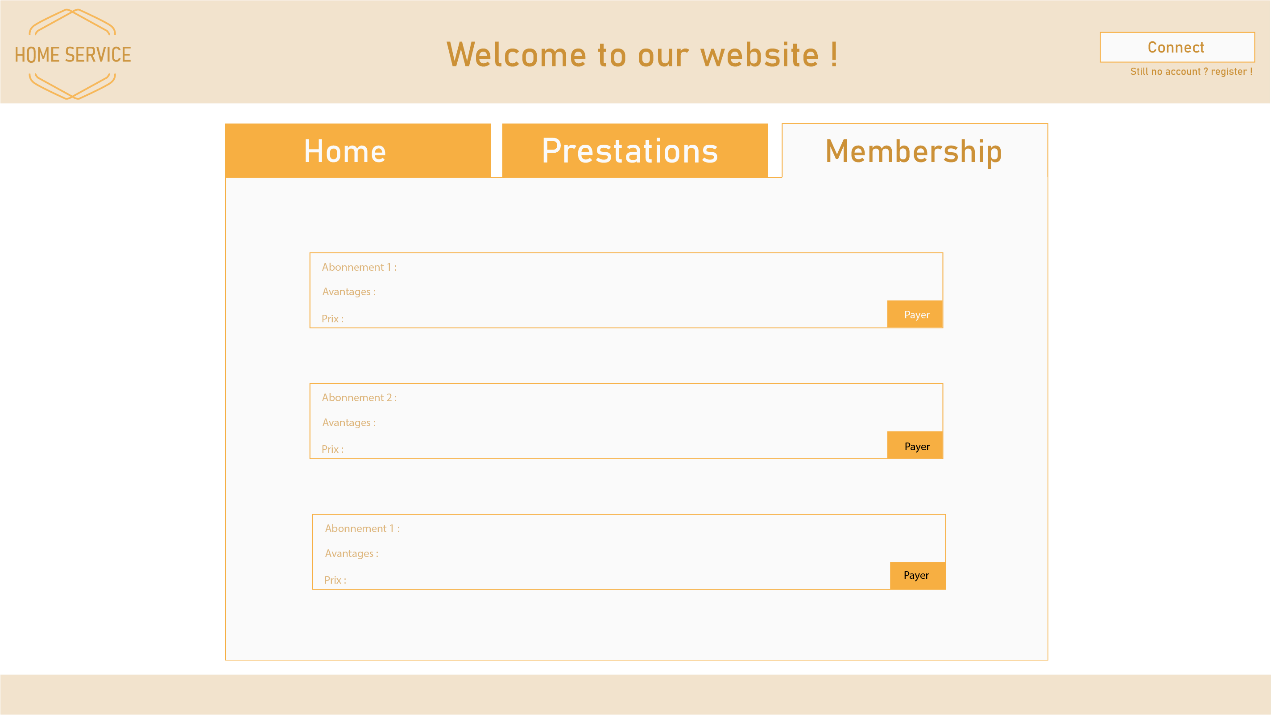 HOME SERVICE
Welcome to our website !
Connect
Still no account ? register !
Home
Prestations
Membership
Abonnement 1 :
Avantages :
Prix :
Payer
Abonnement 2 :
Avantages :
Prix :
Payer
Abonnement 1 :
Avantages :
Prix :
Payer